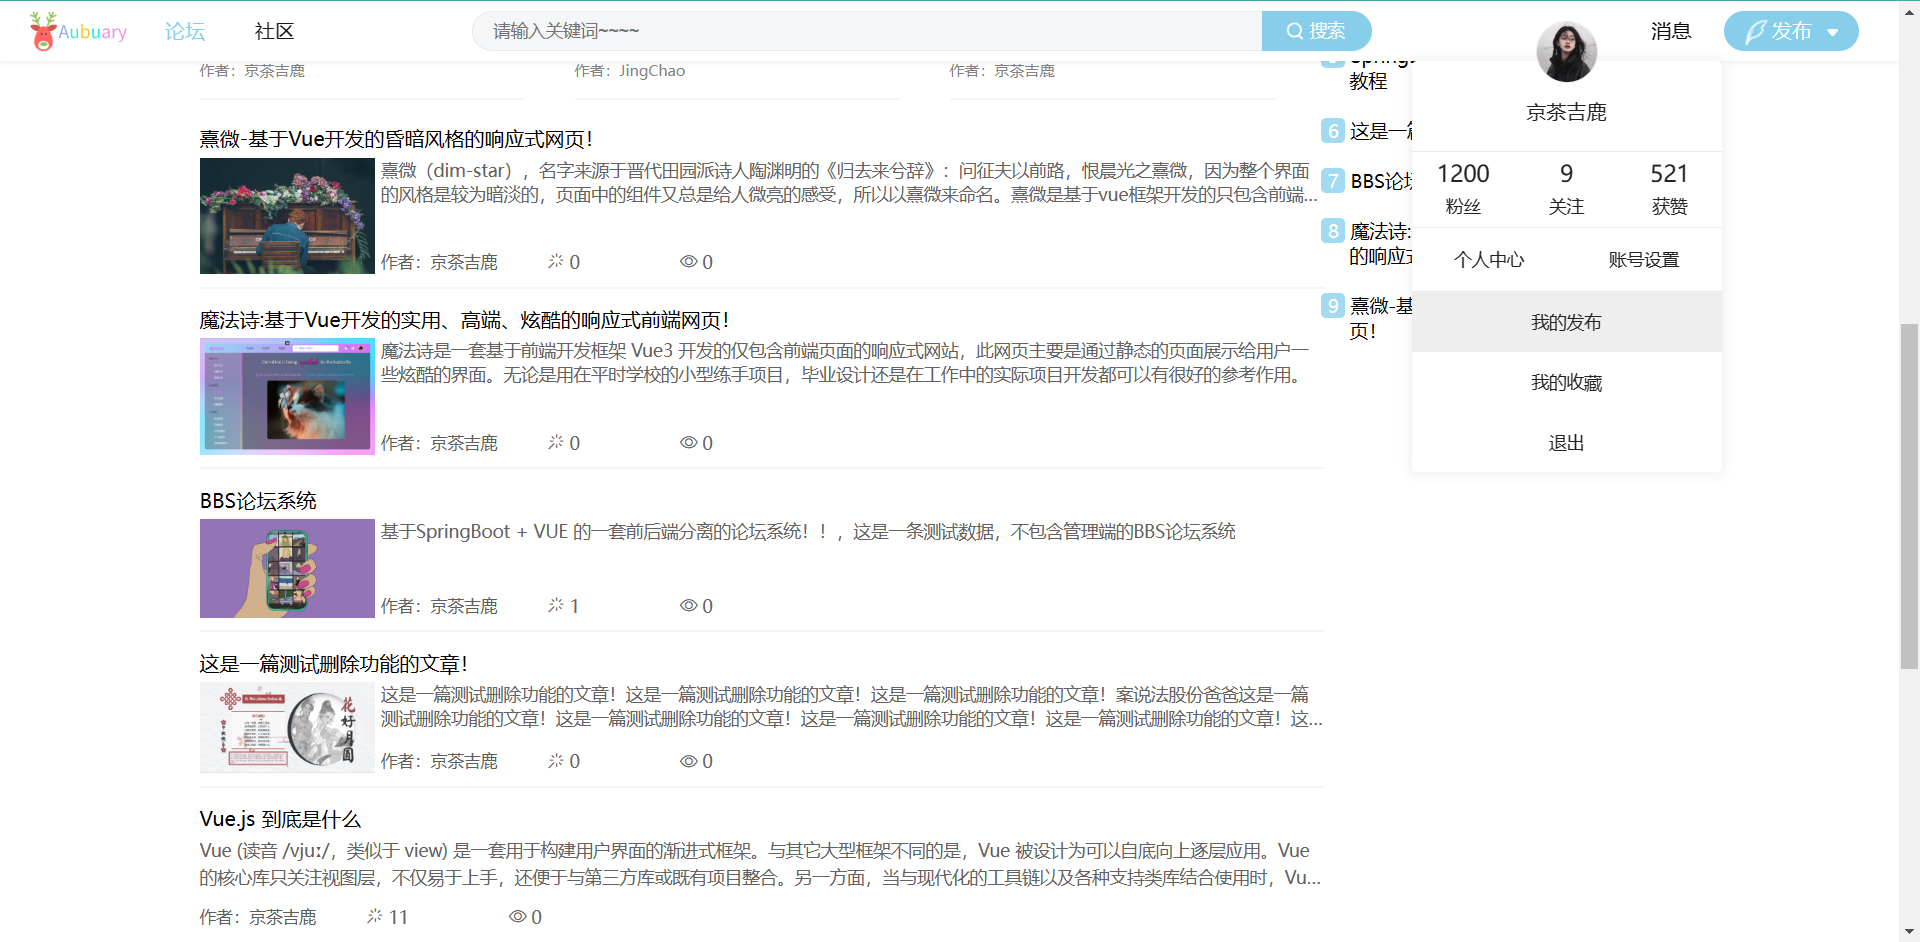 Aubuary
论坛
社区
请输入关键词~~~~
搜索
消息
发布
作者：京茶吉鹿
作者：JingChao
作者：京茶吉鹿
熹微-基于Vue开发的昏暗风格的响应式网页！
熹微（dim-star），名字来源于晋代田园派诗人陶渊明的《归去来兮辞》：问征夫以前路，恨晨光之熹微，因为整个界面
的风格是较为暗淡的，页面中的组件又总是给人微亮的感受，所以以熹微来命名。熹微是基于vue框架开发的只包含前端...
作者：京茶吉鹿 0 0
魔法诗:基于Vue开发的实用、高端、炫酷的响应式前端网页！
魔法诗是一套基于前端开发框架 Vue3 开发的仅包含前端页面的响应式网站，此网页主要是通过静态的页面展示给用户一
些炫酷的界面。无论是用在平时学校的小型练手项目，毕业设计还是在工作中的实际项目开发都可以有很好的参考作用。
作者：京茶吉鹿 0 0
BBS论坛系统
基于SpringBoot + VUE 的一套前后端分离的论坛系统！！，这是一条测试数据，不包含管理端的BBS论坛系统
作者：京茶吉鹿 1 0
这是一篇测试删除功能的文章！
花好月圆
这是一篇测试删除功能的文章！这是一篇测试删除功能的文章！这是一篇测试删除功能的文章！案说法股份爸爸这是一篇
测试删除功能的文章！这是一篇测试删除功能的文章！这是一篇测试删除功能的文章！这是一篇测试删除功能的文章！这...
作者：京茶吉鹿 0 0
Vue.js 到底是什么
Vue (读音 /vjuː/，类似于 view) 是一套用于构建用户界面的渐进式框架。与其它大型框架不同的是，Vue 被设计为可以自底向上逐层应用。Vue
的核心库只关注视图层，不仅易于上手，还便于与第三方库或既有项目整合。另一方面，当与现代化的工具链以及各种支持类库结合使用时，Vu...
作者：京茶吉鹿 11 0
教程
6 这是一
7 BBS论
8 魔法诗:
的响应
9 熹微-基
页！
京茶吉鹿
1200 9 521
粉丝 关注 获赞
个人中心 账号设置
我的发布
我的收藏
退出